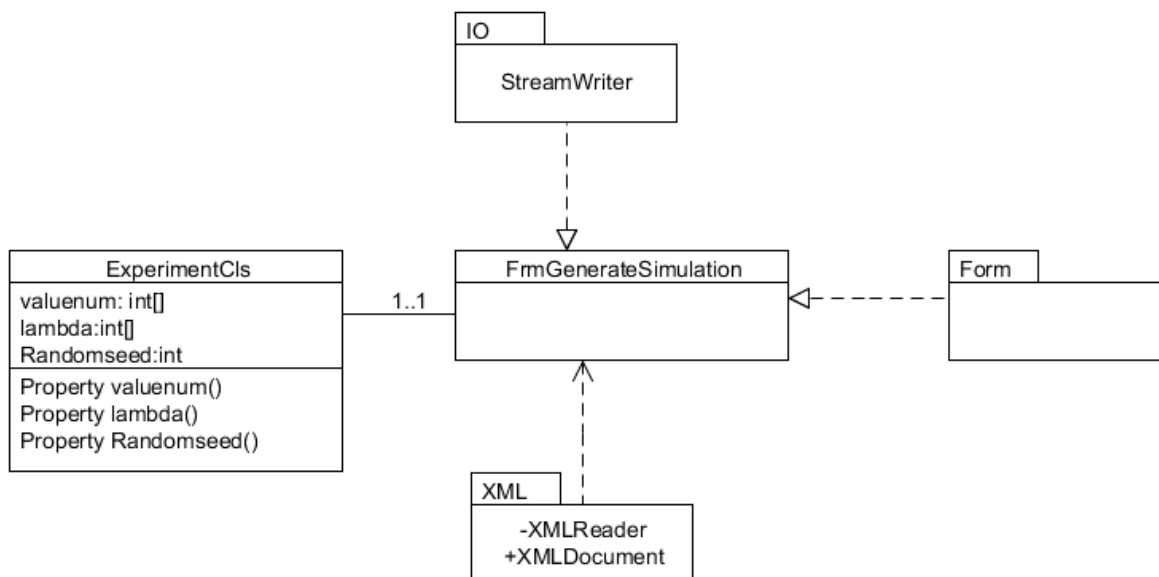 IO
StreamWriter
ExperimentCls
valuenum: int[]
lambda:int[]
Randomseed:int
Property valuenum()
Property lambda()
Property Randomseed()
1..1
FrmGenerateSimulation
Form
XML
-XMLReader
+XMLDocument